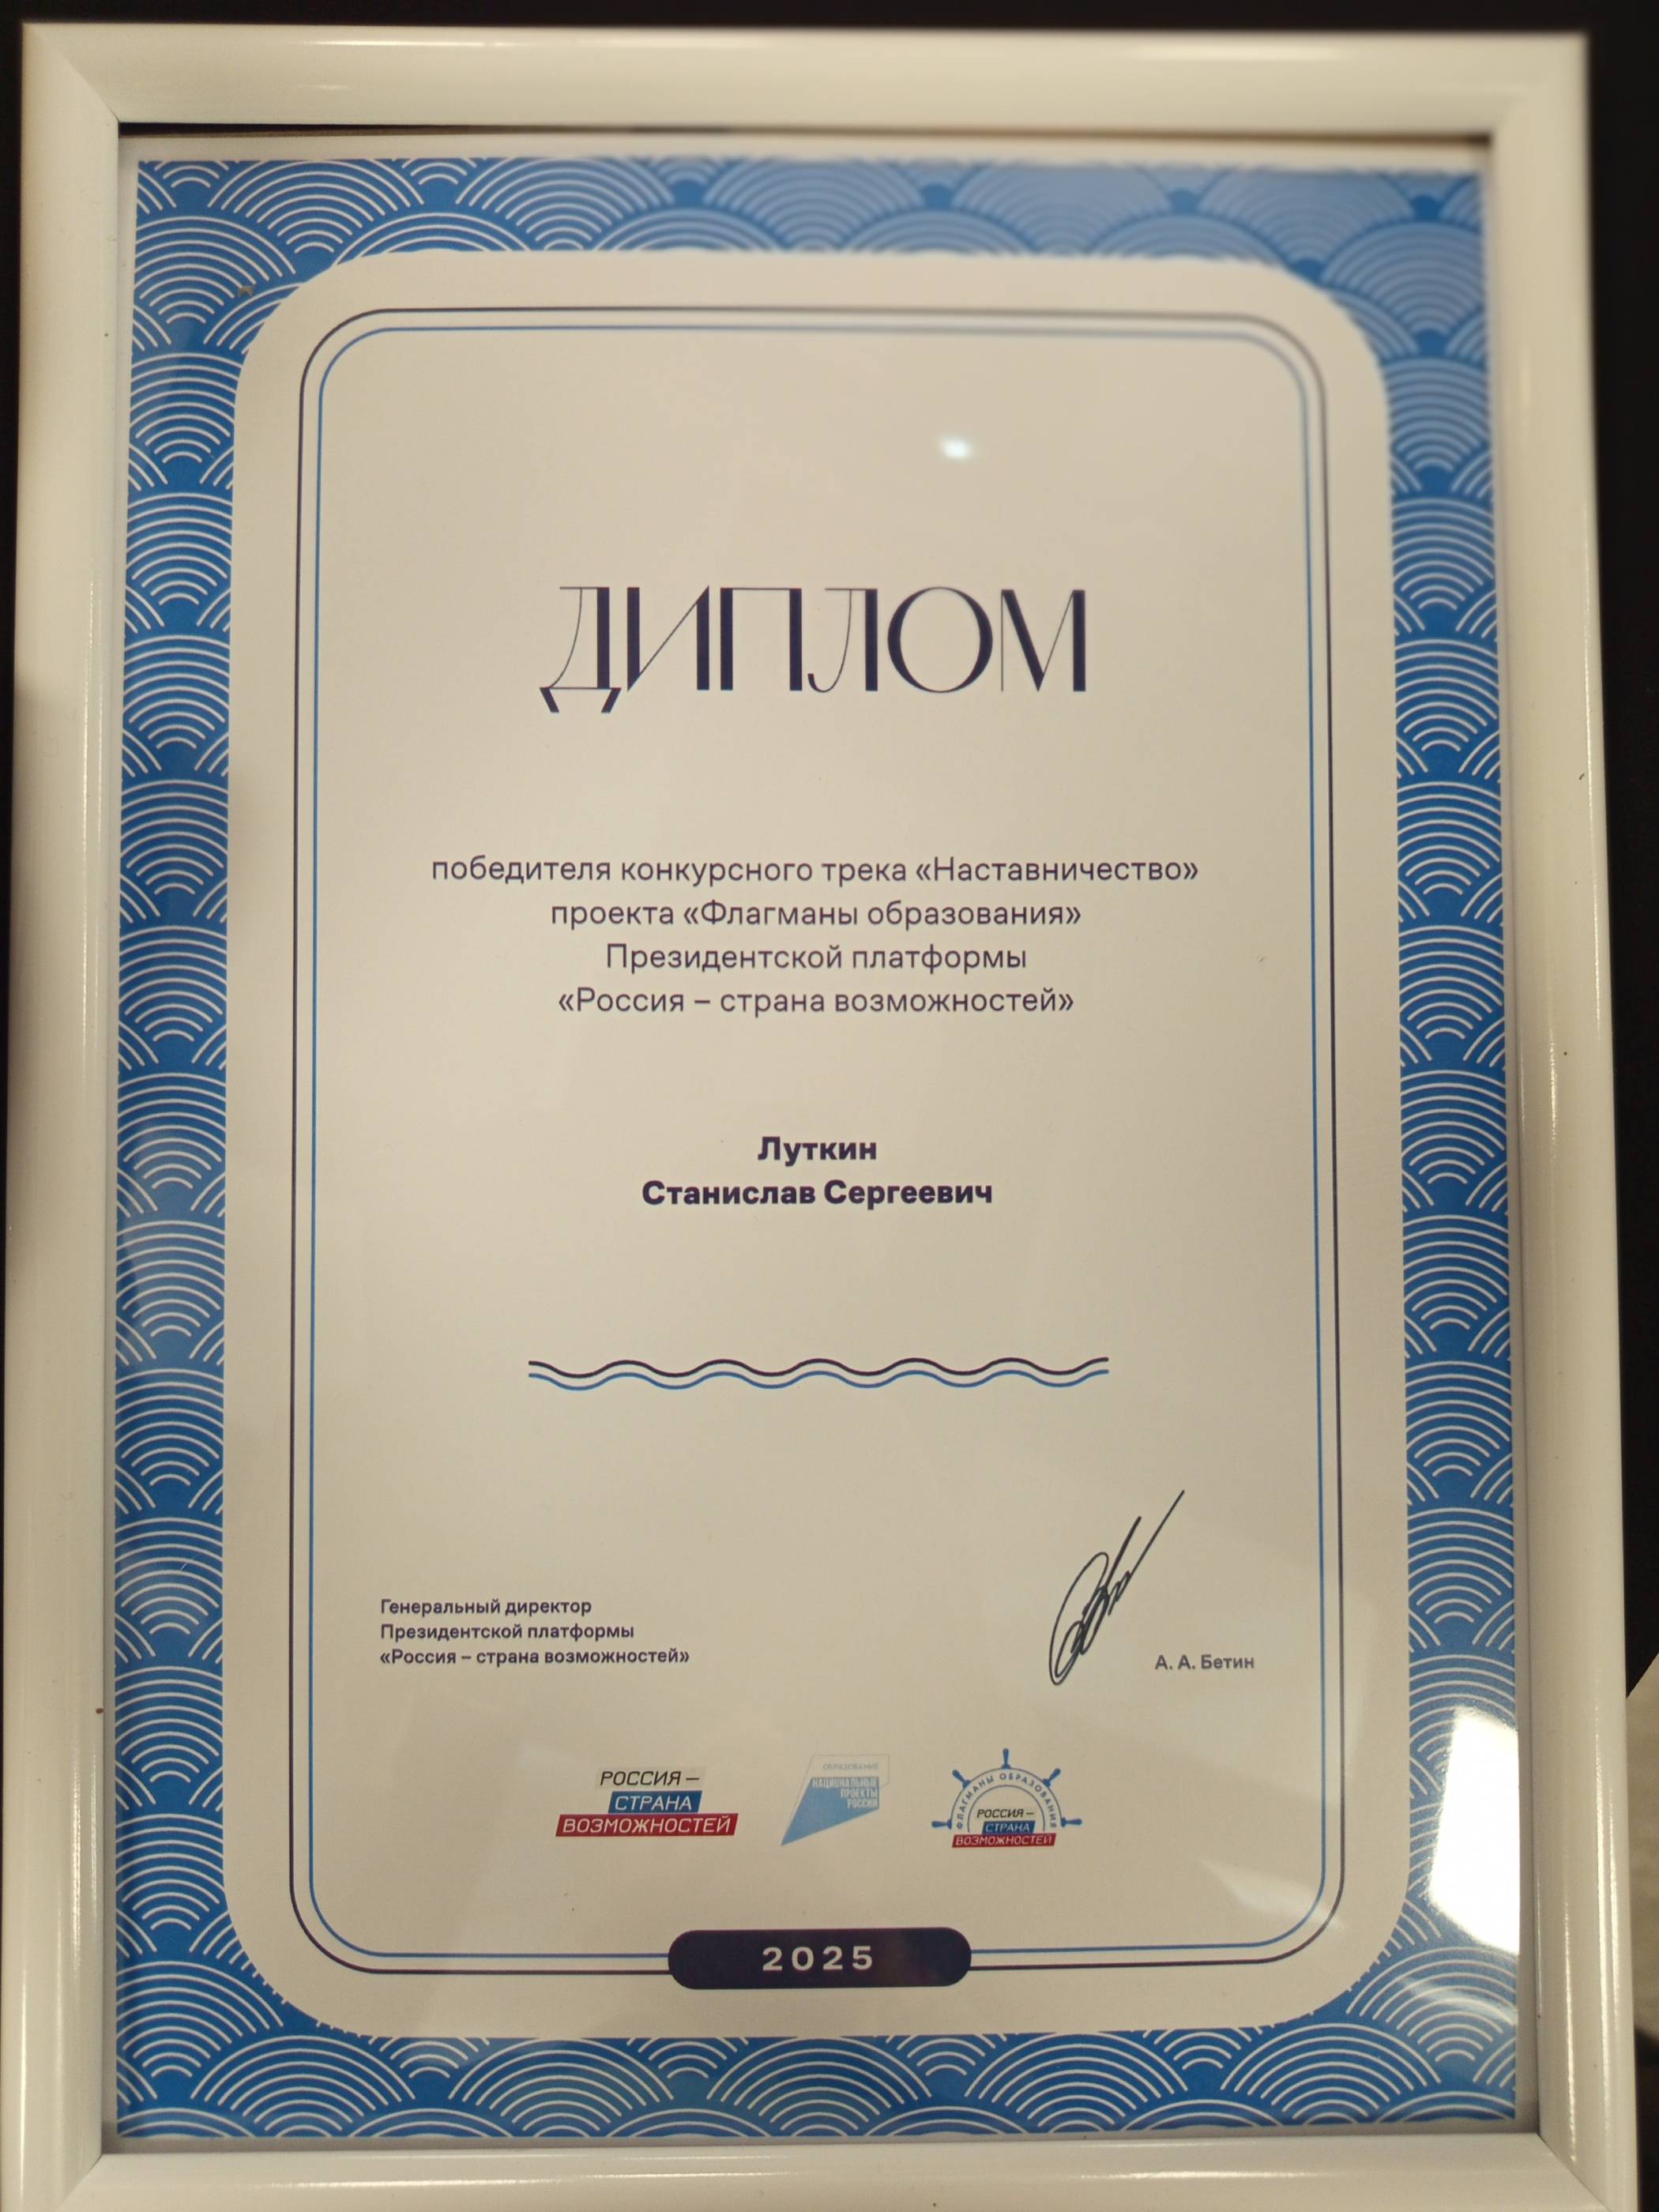 ДИПЛОМ
победителя конкурсного трека «Наставничество»
проекта «Флагманы образования»
Президентской платформы
«Россия – страна возможностей»
Луткин
Станислав Сергеевич
Генеральный директор
Президентской платформы
«Россия – страна возможностей»
А. А. Бетин
РОССИЯ –
СТРАНА
ВОЗМОЖНОСТЕЙ
ОБРАЗОВАНИЕ
НАЦИОНАЛЬНЫЕ
ПРОЕКТЫ
РОССИИ
ФЛАГМАНЫ ОБРАЗОВАНИЯ
РОССИЯ –
СТРАНА
ВОЗМОЖНОСТЕЙ
2025